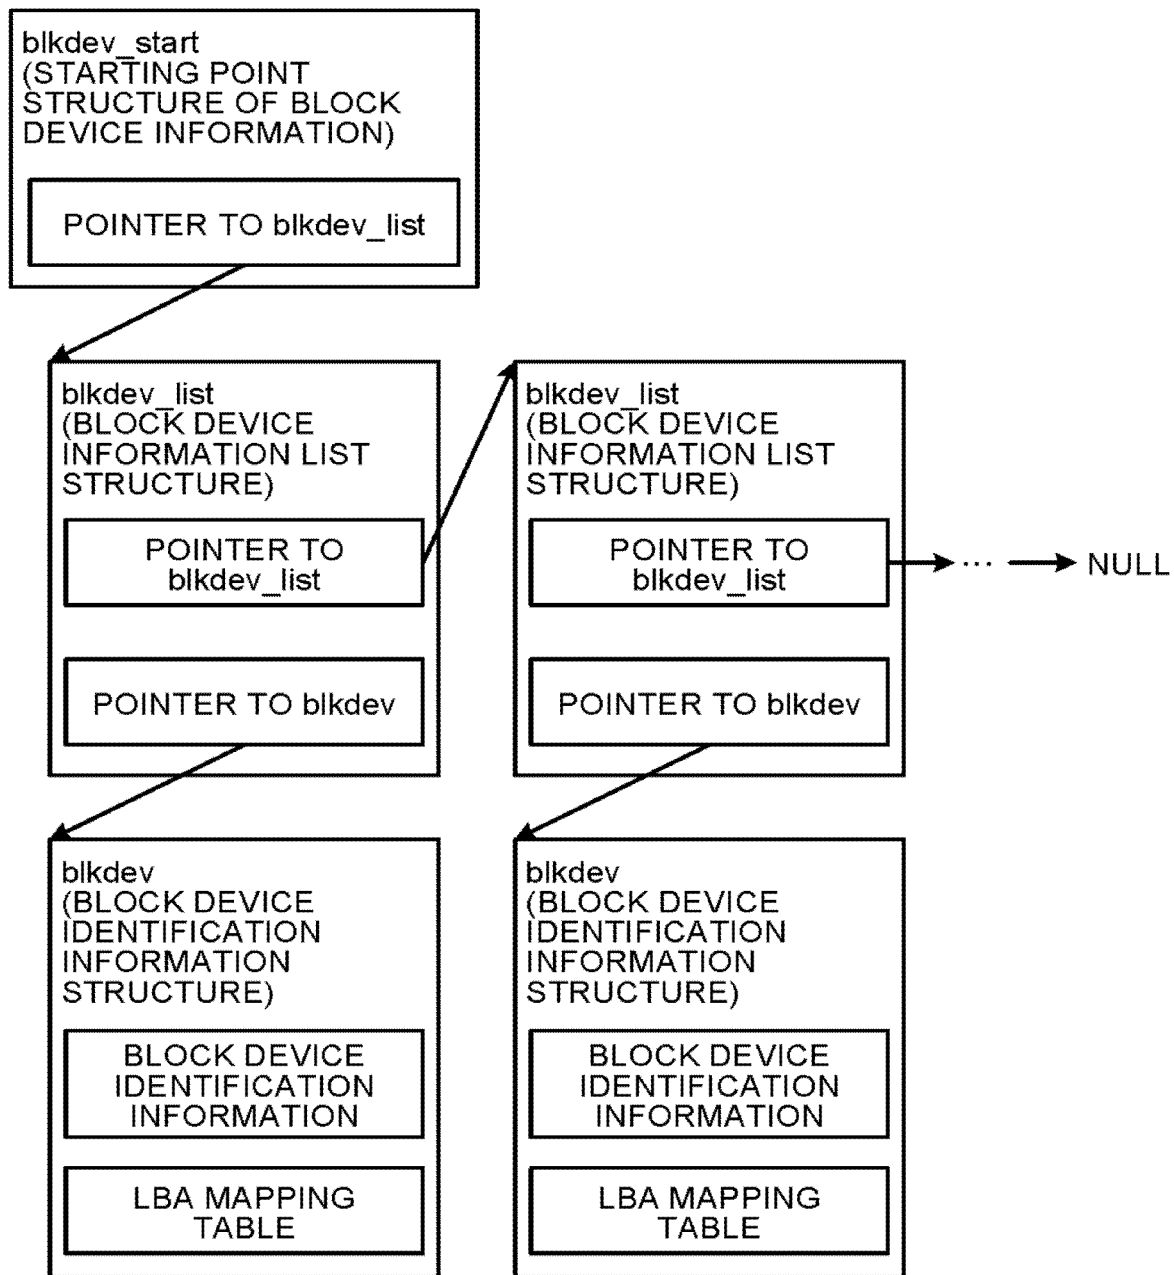 blkdev_start
(STARTING POINT
STRUCTURE OF BLOCK
DEVICE INFORMATION)
POINTER TO blkdev_list
blkdev_list
(BLOCK DEVICE
INFORMATION LIST
STRUCTURE)
POINTER TO
blkdev_list
POINTER TO blkdev
blkdev_list
(BLOCK DEVICE
INFORMATION LIST
STRUCTURE)
POINTER TO
blkdev_list
POINTER TO blkdev
... 
NULL
blkdev
(BLOCK DEVICE
IDENTIFICATION
INFORMATION
STRUCTURE)
BLOCK DEVICE
IDENTIFICATION
INFORMATION
LBA MAPPING
TABLE
blkdev
(BLOCK DEVICE
IDENTIFICATION
INFORMATION
STRUCTURE)
BLOCK DEVICE
IDENTIFICATION
INFORMATION
LBA MAPPING
TABLE